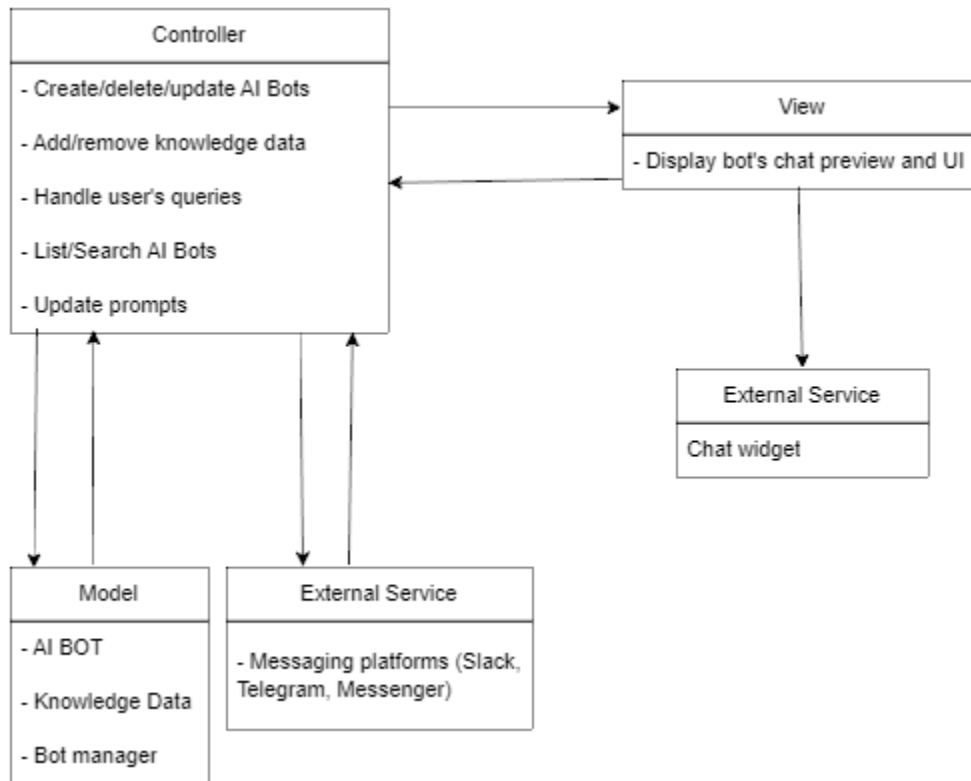 Controller
- Create/delete/update AI Bots
- Add/remove knowledge data
- Handle user's queries
- List/Search AI Bots
- Update prompts
View
- Display bot's chat preview and UI
External Service
Chat widget
Model
- AI BOT
- Knowledge Data
- Bot manager
External Service
- Messaging platforms (Slack,
Telegram, Messenger)